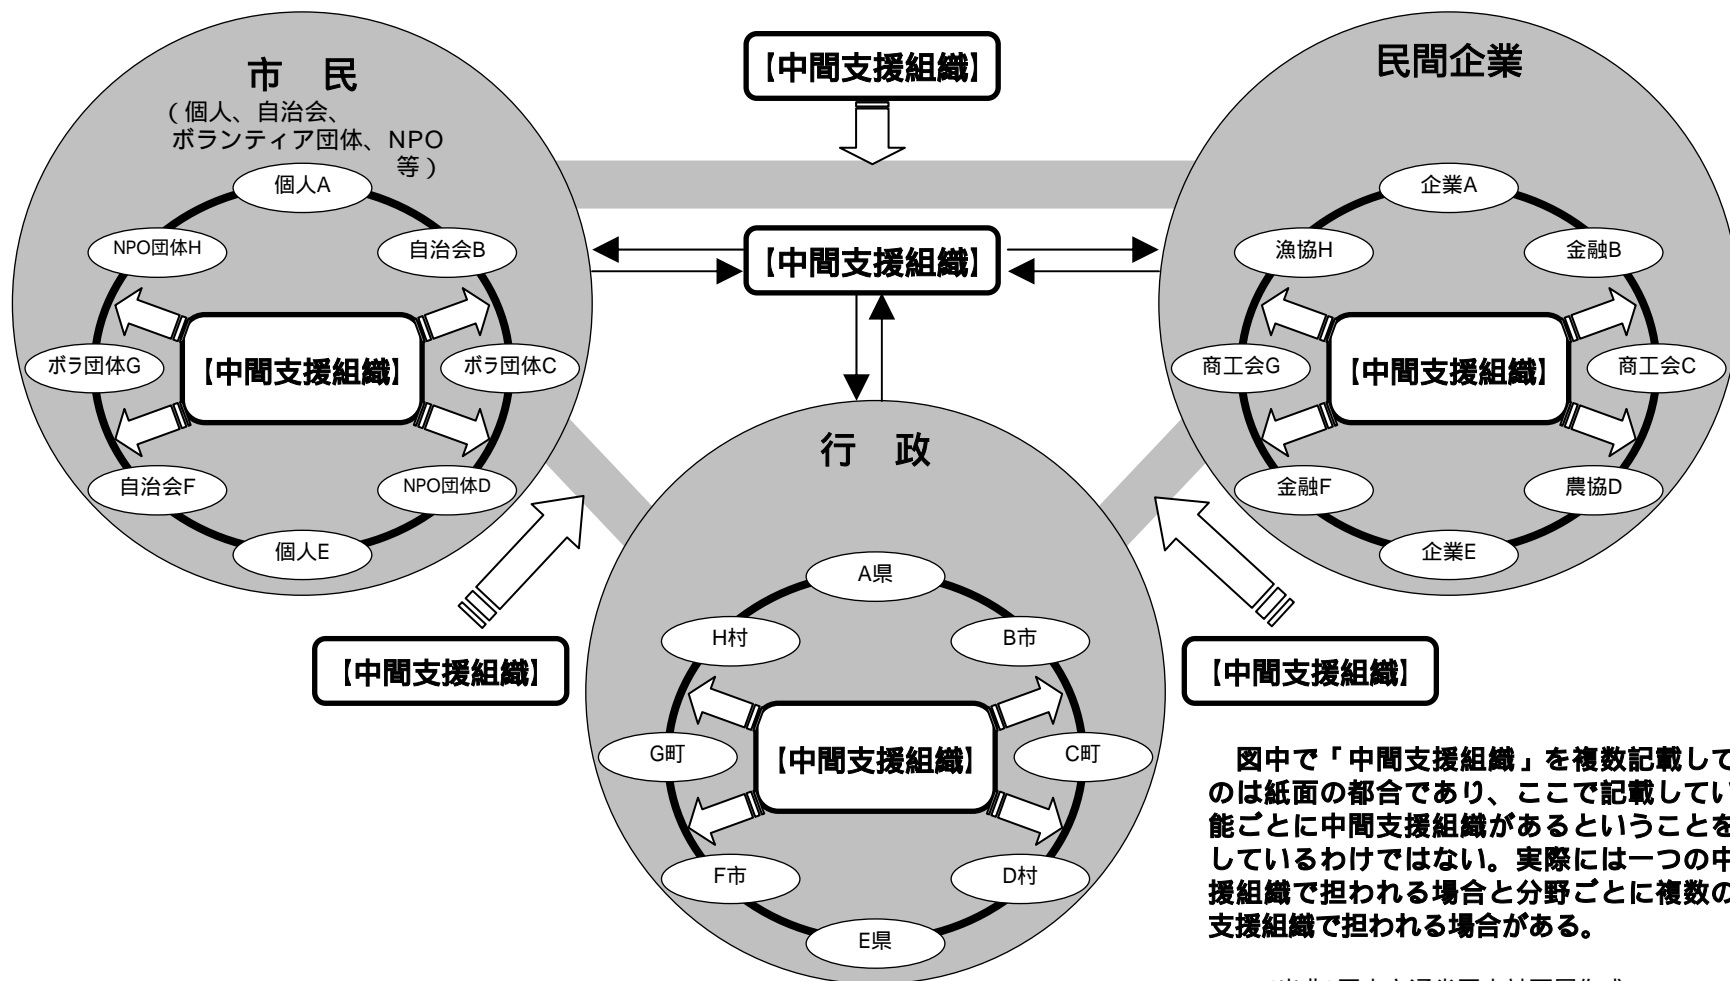 【中間支援組織】
市　民
（個人、自治会、
ボランティア団体、NPO
等）
個人A
自治会B
ボラ団体C
NPO団体D
個人E
自治会F
ボラ団体G
NPO団体H
【中間支援組織】
【中間支援組織】
民間企業
企業A
金融B
商工会C
農協D
企業E
金融F
商工会G
漁協H
【中間支援組織】
行　政
A県
B市
C町
D村
E県
F市
G町
H村
【中間支援組織】
【中間支援組織】
【中間支援組織】
図中で「中間支援組織」を複数記載して
のは紙面の都合であり、ここで記載してい
能ごとに中間支援組織があるということを
しているわけではない。実際には一つの中
援組織で担われる場合と分野ごとに複数の
支援組織で担われる場合がある。